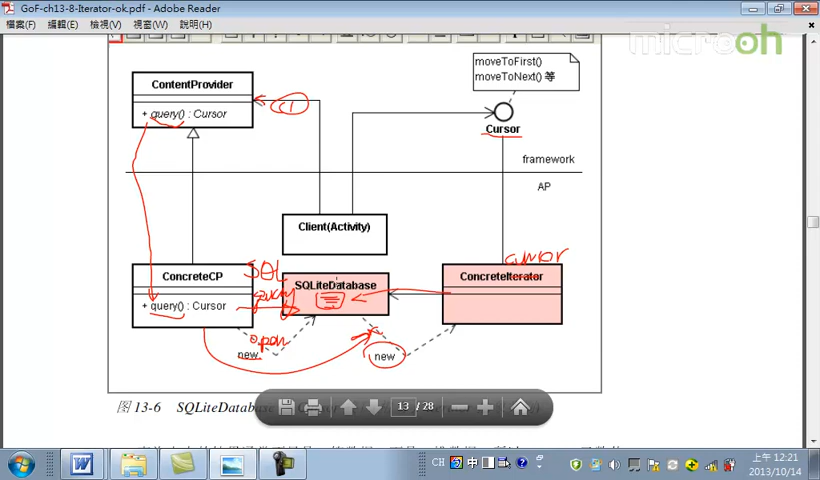 GoF-ch13-8-Iterator-ok.pdf - Adobe Reader
檔案(F) 編輯(E) 檢視(V) 視窗(W) 說明(H)
microoh
moveToFirst()
moveToNext() 等
ContentProvider
+ query() : Cursor
Cursor
framework
AP
Client(Activity)
cursor
ConcreteCP
SQL
SQLiteDatabase
ConcreteIterator
query
+ query() : Cursor
open
new
new
13 / 28
图 13-6 SQLiteDatabase
CH
上午 12:21
2013/10/14